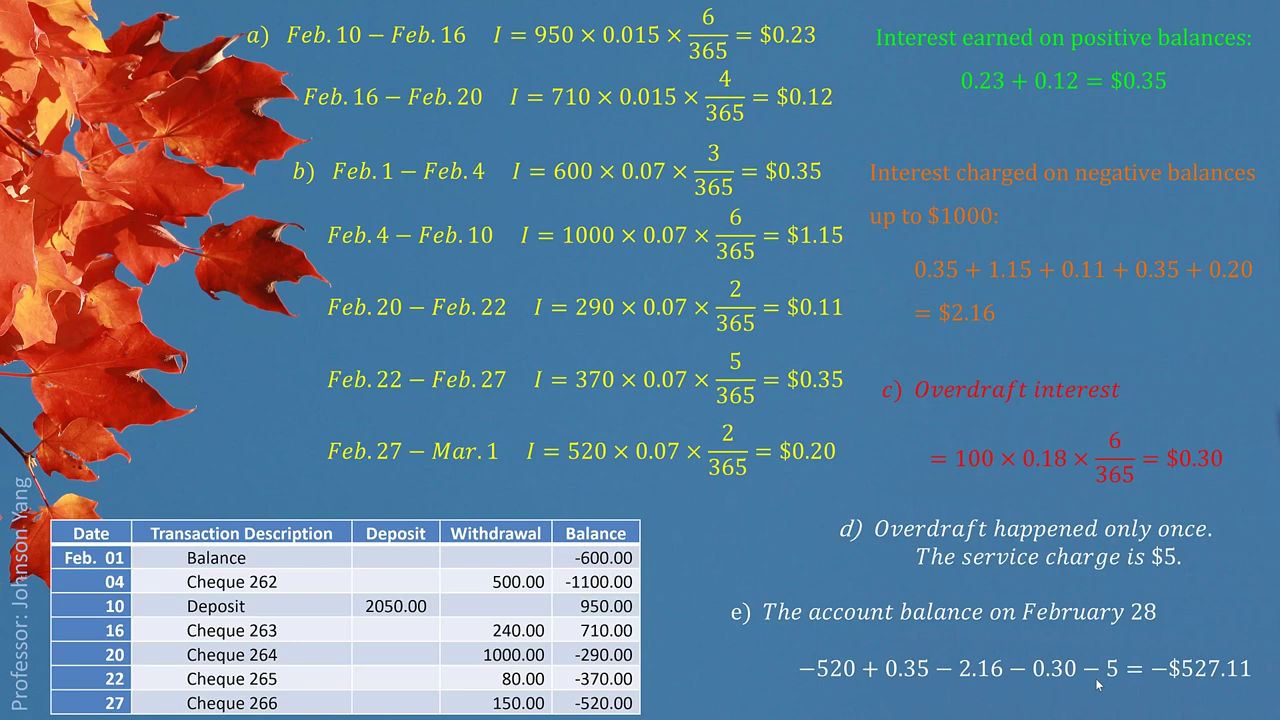 a) Feb. 10 − Feb. 16 I = 950 × 0.015 × 6/365 = $0.23
Feb. 16 − Feb. 20 I = 710 × 0.015 × 4/365 = $0.12
b) Feb. 1 − Feb. 4 I = 600 × 0.07 × 3/365 = $0.35
Feb. 4 − Feb. 10 I = 1000 × 0.07 × 6/365 = $1.15
Feb. 20 − Feb. 22 I = 290 × 0.07 × 2/365 = $0.11
Feb. 22 − Feb. 27 I = 370 × 0.07 × 5/365 = $0.35
Feb. 27 − Mar. 1 I = 520 × 0.07 × 2/365 = $0.20
Interest earned on positive balances:
0.23 + 0.12 = $0.35
Interest charged on negative balances
up to $1000:
0.35 + 1.15 + 0.11 + 0.35 + 0.20
= $2.16
c) Overdraft interest
= 100 × 0.18 × 6/365 = $0.30
d) Overdraft happened only once.
The service charge is $5.
e) The account balance on February 28
−520 + 0.35 − 2.16 − 0.30 − 5 = −$527.11
Date Transaction Description Deposit Withdrawal Balance
Feb. 01 Balance -600.00
04 Cheque 262 500.00 -1100.00
10 Deposit 2050.00 950.00
16 Cheque 263 240.00 710.00
20 Cheque 264 1000.00 -290.00
22 Cheque 265 80.00 -370.00
27 Cheque 266 150.00 -520.00
Professor: Johnson Yang